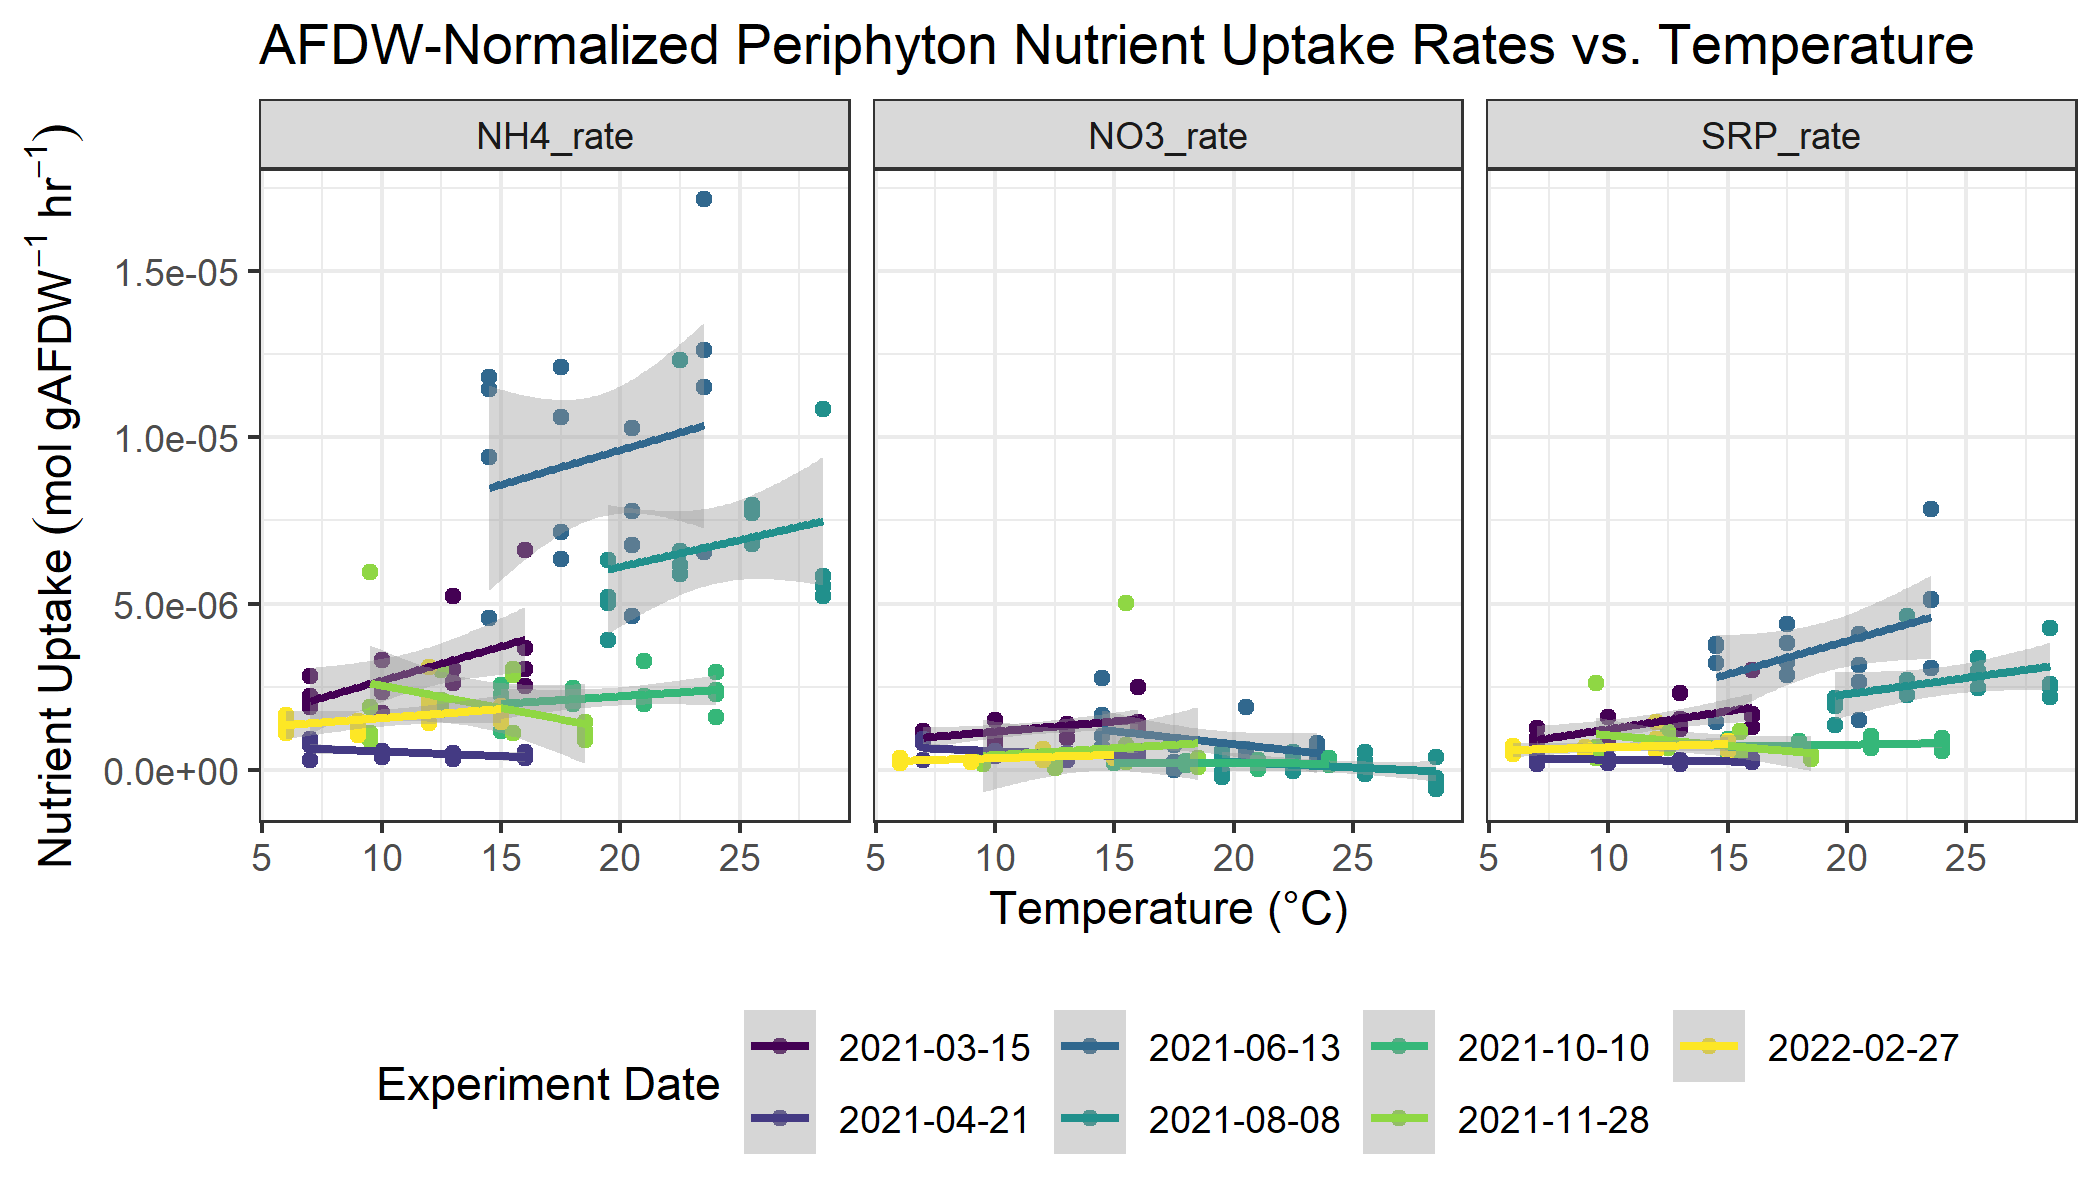 AFDW-Normalized Periphyton Nutrient Uptake Rates vs. Temperature
NH4_rate NO3_rate SRP_rate
Nutrient Uptake (mol gAFDW⁻¹ hr⁻¹)
1.5e-05
1.0e-05
5.0e-06
0.0e+00
5 10 15 20 25 5 10 15 20 25 5 10 15 20 25
Temperature (°C)
Experiment Date
2021-03-15 2021-06-13 2021-10-10 2022-02-27
2021-04-21 2021-08-08 2021-11-28